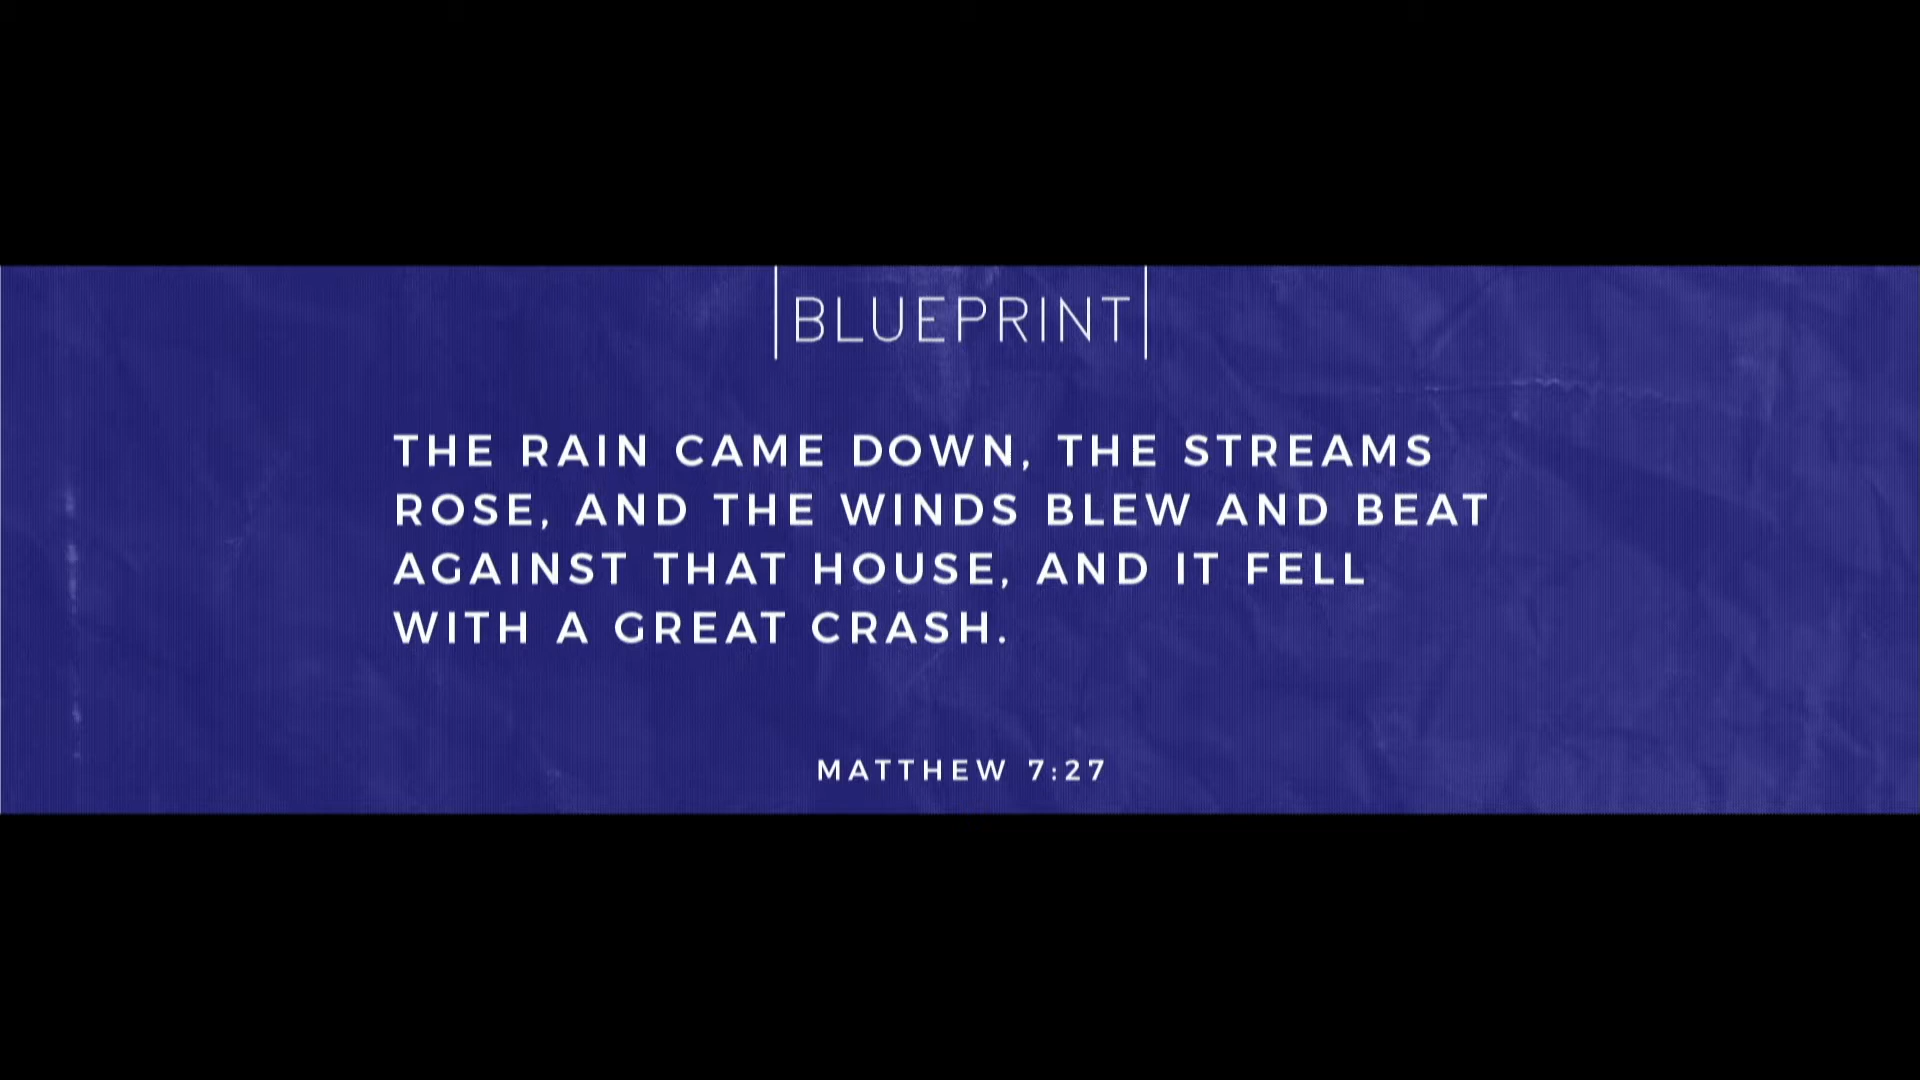 BLUEPRINT
THE RAIN CAME DOWN, THE STREAMS
ROSE, AND THE WINDS BLEW AND BEAT
AGAINST THAT HOUSE, AND IT FELL
WITH A GREAT CRASH.
MATTHEW 7:27